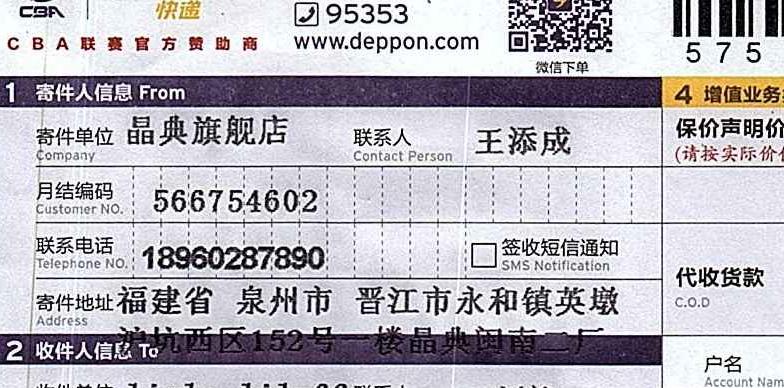 CBA 快递
95353
CBA联赛官方赞助商
www.deppon.com
微信下单
575
1 寄件人信息 From
4 增值业务
寄件单位 晶典旗舰店 联系人 王添成
Company Contact Person
保价声明价
(请按实际价
月结编码 566754602
Customer NO.
联系电话 18960287890 签收短信通知
Telephone NO. SMS Notification
代收货款
C.O.D
寄件地址 福建省 泉州市 晋江市永和镇英墩
Address
坑西区152号一楼晶典闽南二厂
2 收件人信息 To
户名
Account Nam